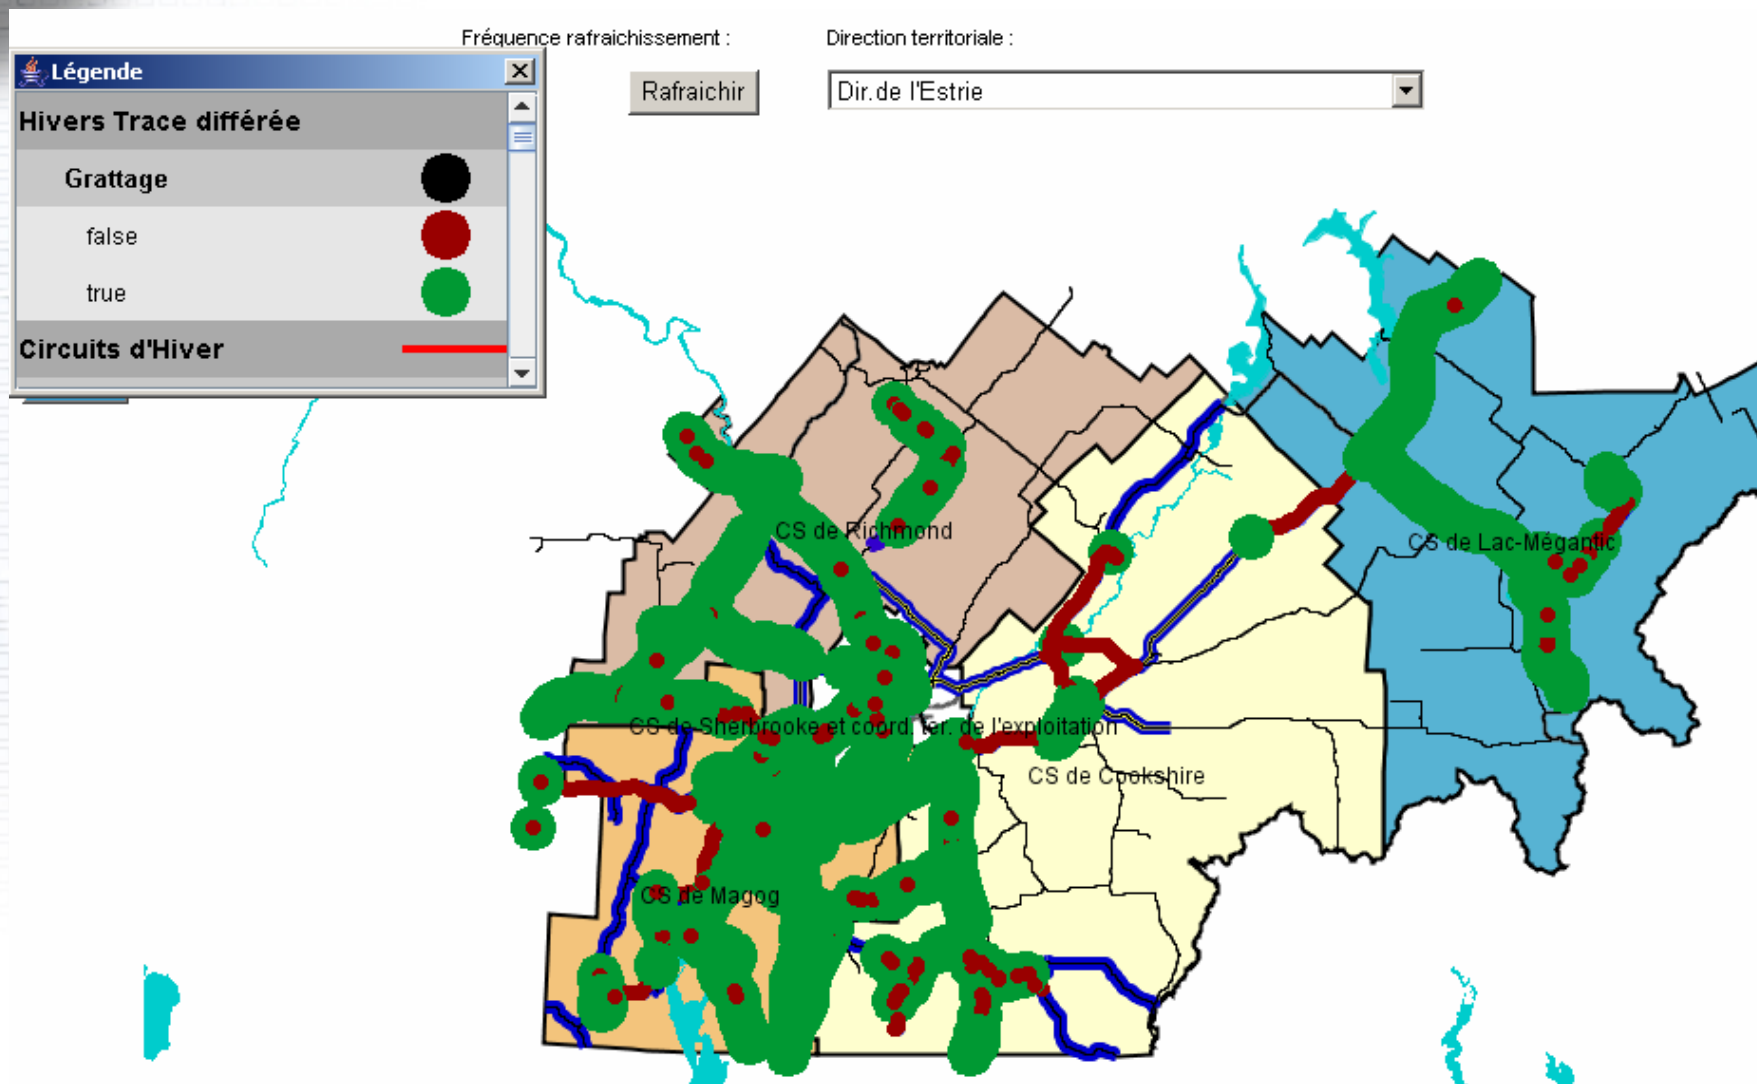 Fréquence rafraichissement :
Direction territoriale :
Légende
Rafraichir
Dir.de l'Estrie
Hivers Trace différée
Grattage
false
true
Circuits d'Hiver
CS de Richmond
CS de Lac-Mégantic
CS de Sherbrooke et coord. ter. de l'exploitation
CS de Cookshire
CS de Magog